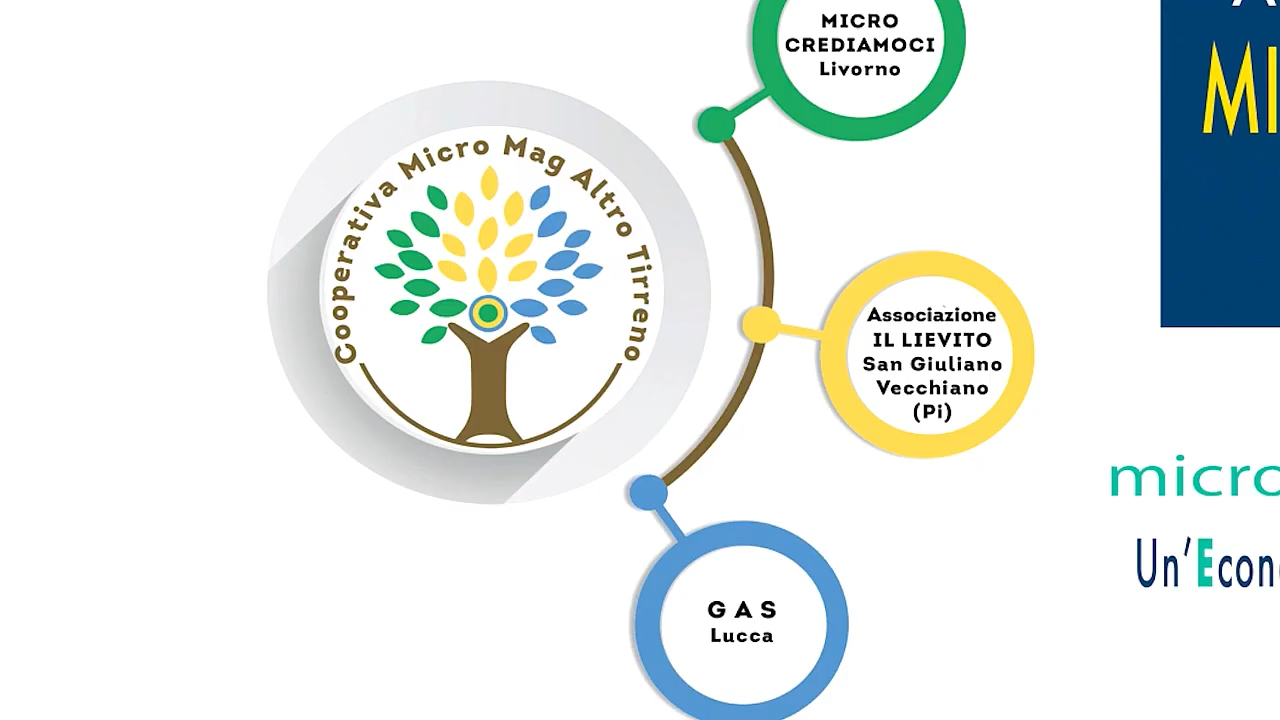 Cooperativa Micro Mag Altro Tirreno
MICRO
CREDIAMOCI
Livorno
Associazione
IL LIEVITO
San Giuliano
Vecchiano
(Pi)
GAS
Lucca
MI
micro
Un'Econ